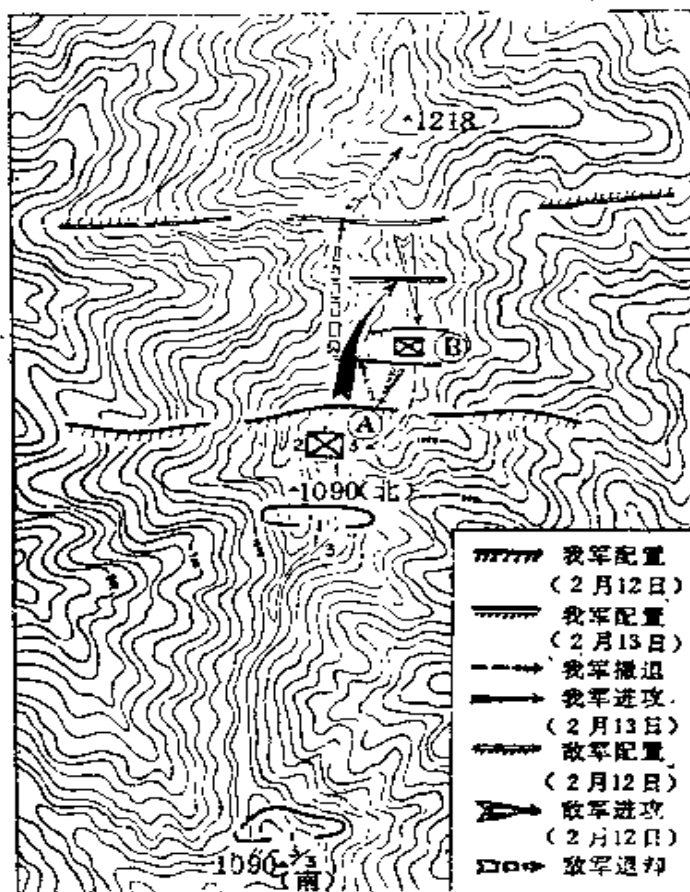 1218
B
A
2
3
1090(北)
3
1090
3/3
(南)
我军配置
(2月12日)
我军配置
(2月13日)
我军撤退
我军进攻
(2月13日)
敌军配置
(2月12日)
敌军进攻
(2月12日)
敌军退却